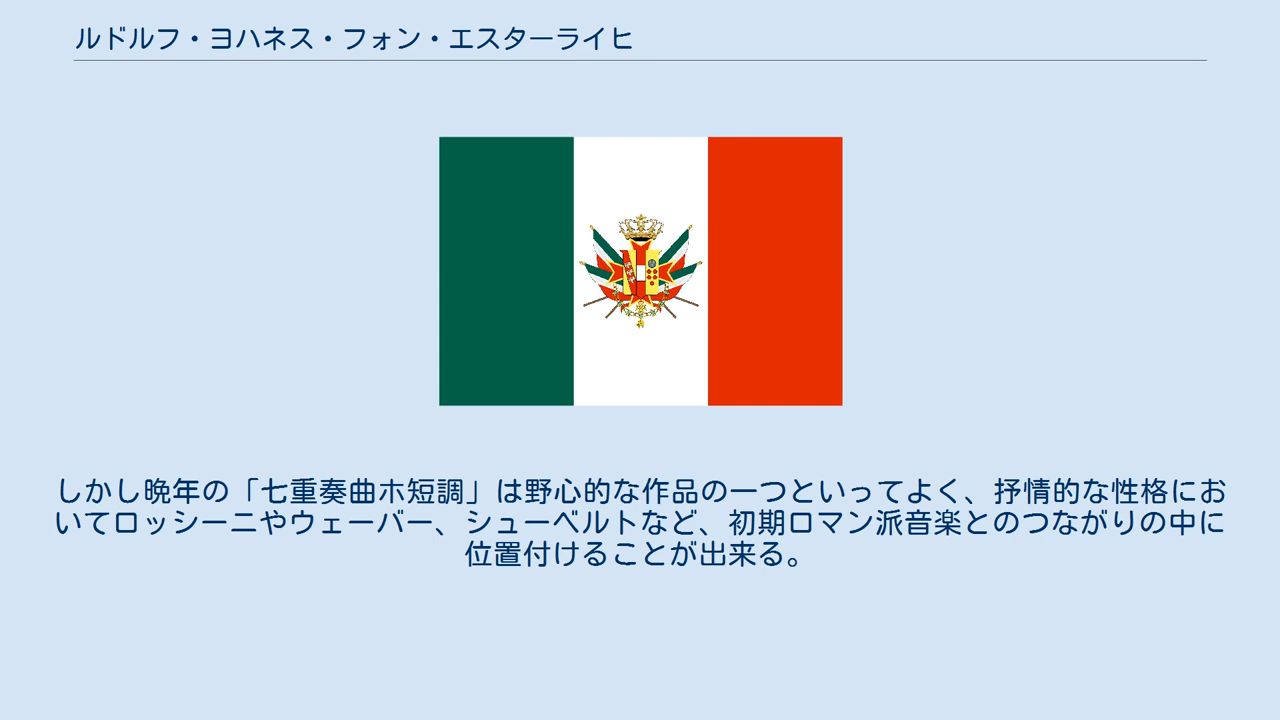 ルドルフ・ヨハネス・フォン・エスターライヒ
しかし晩年の「七重奏曲ホ短調」は野心的な作品の一つといってよく、抒情的な性格にお
いてロッシーニやウェーバー、シューベルトなど、初期ロマン派音楽とのつながりの中に
位置付けることが出来る。